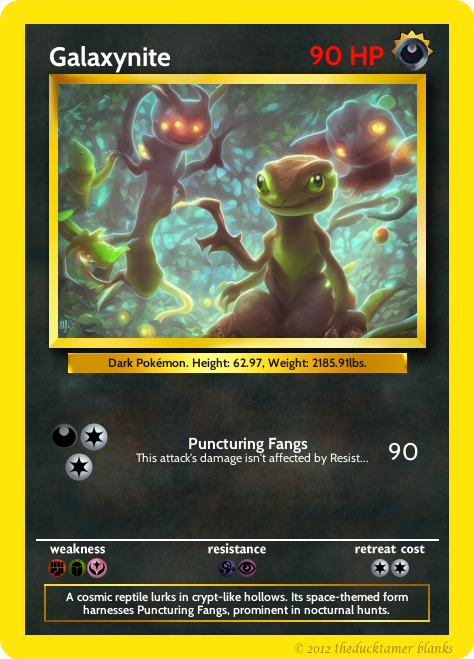 Galaxynite 90 HP
Dark Pokémon. Height: 62.97, Weight: 2185.91lbs.
Puncturing Fangs
This attack's damage isn't affected by Resist...
90
weakness resistance retreat cost
A cosmic reptile lurks in crypt-like hollows. Its space-themed form
harnesses Puncturing Fangs, prominent in nocturnal hunts.
© 2012 theducktamer blanks